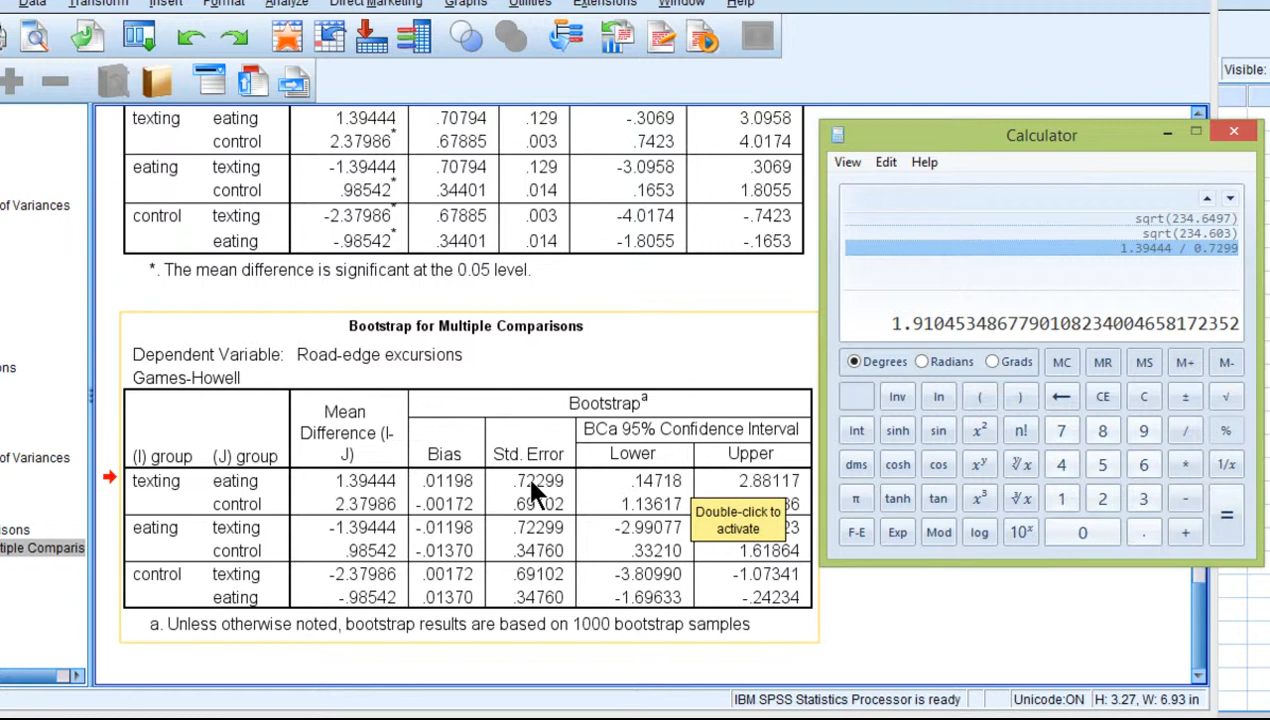 Data Transform Insert Format Analyze Direct Marketing Graphs Utilities Extensions Window Help
Visible:
of Variances
ons
of Variances
isons
tiple Comparis
texting eating 1.39444 .70794 .129 -.3069 3.0958
control 2.37986* .67885 .003 .7423 4.0174
eating texting -1.39444 .70794 .129 -3.0958 .3069
control .98542* .34401 .014 .1653 1.8055
control texting -2.37986* .67885 .003 -4.0174 -.7423
eating -.98542* .34401 .014 -1.8055 -.1653
*. The mean difference is significant at the 0.05 level.
Bootstrap for Multiple Comparisons
Dependent Variable: Road-edge excursions
Games-Howell
Bootstrapa
Mean
Difference (I-
J)
BCa 95% Confidence Interval
(I) group (J) group Bias Std. Error Lower Upper
texting eating 1.39444 .01198 .72299 .14718 2.88117
control 2.37986 -.00172 .69102 1.13617 36
eating texting -1.39444 -.01198 .72299 -2.99077 23
control .98542 -.01370 .34760 .33210 1.61864
control texting -2.37986 .00172 .69102 -3.80990 -1.07341
eating -.98542 .01370 .34760 -1.69633 -.24234
a. Unless otherwise noted, bootstrap results are based on 1000 bootstrap samples
Double-click to
activate
Calculator
View Edit Help
sqrt(234.6497)
sqrt(234.603)
1.39444 / 0.7299
1.9104534867790108234004658172352
Degrees Radians Grads MC MR MS M+ M-
Inv ln ( ) ← CE C ± √
Int sinh sin x² n! 7 8 9 / %
dms cosh cos xʸ ʸ√x 4 5 6 * 1/x
π tanh tan x³ ³√x 1 2 3 - =
F-E Exp Mod log 10ˣ 0 . +
IBM SPSS Statistics Processor is ready Unicode:ON H: 3.27, W: 6.93 in